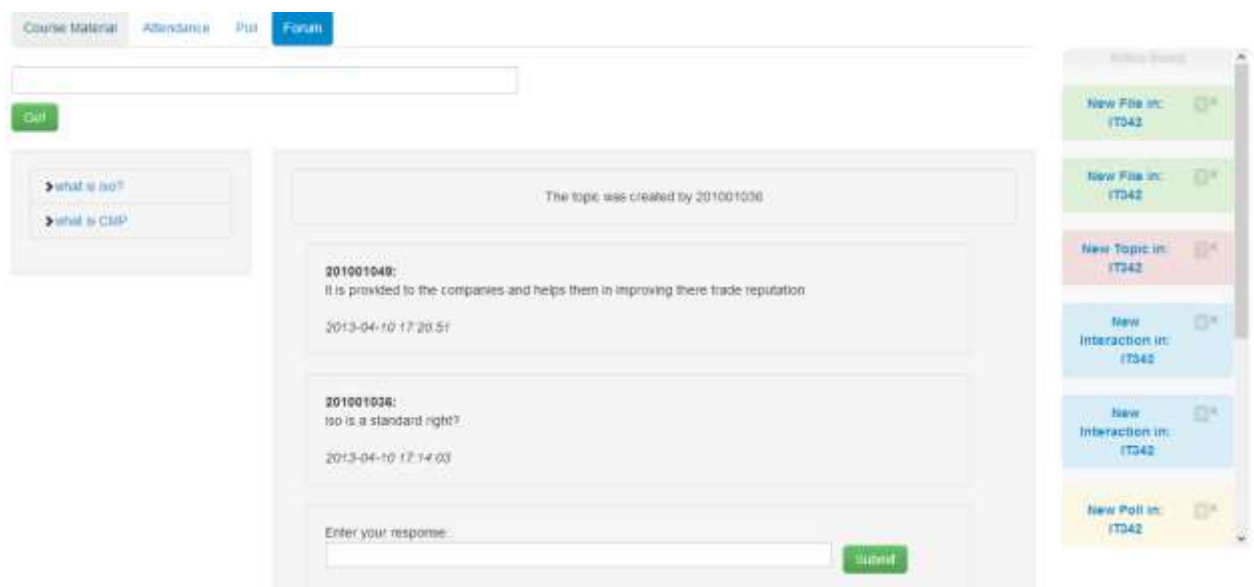 Course Material Attendance Poll Forum
Go!
what is iso?
what is CMP
The topic was created by 201001036
201001049:
It is provided to the companies and helps them in improving there trade reputation
2013-04-10 17:26:51
201001036:
iso is a standard right?
2013-04-10 17:14:03
Enter your response:
Submit
New File in:
IT342
New File in:
IT342
New Topic in:
IT342
New
Interaction in:
IT342
New
Interaction in:
IT342
New Poll in:
IT342